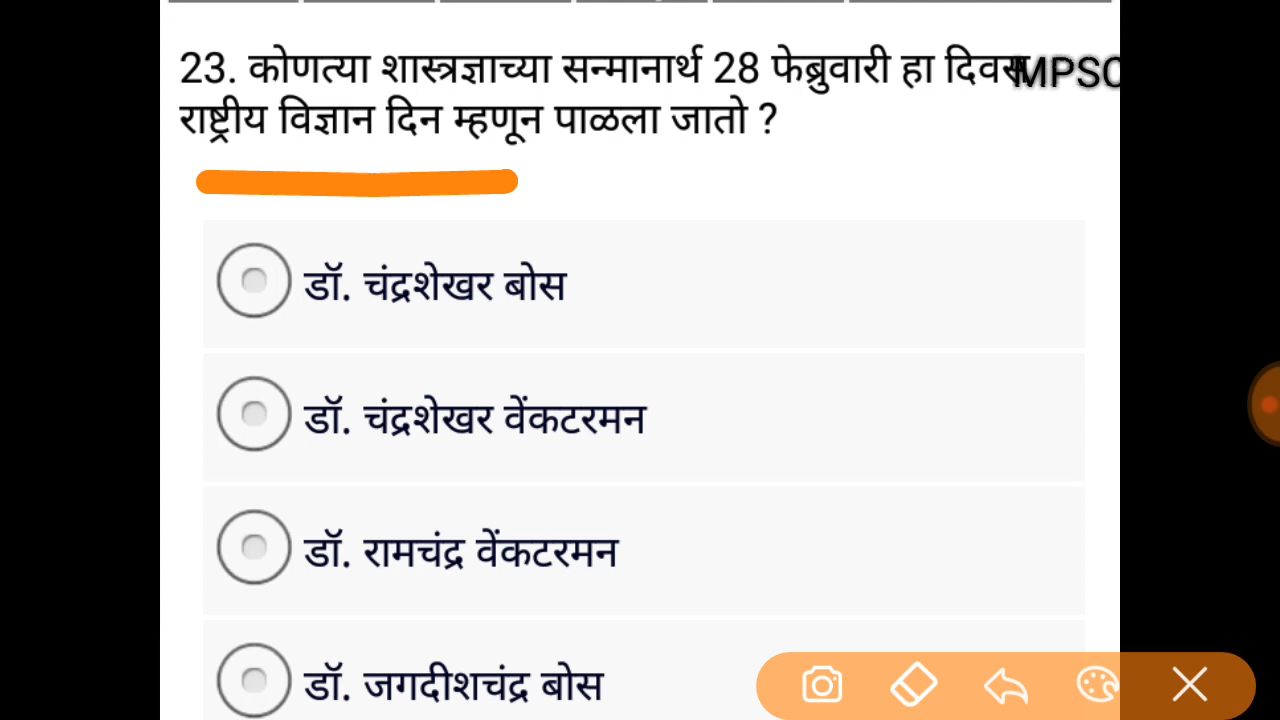 23. कोणत्या शास्त्रज्ञाच्या सन्मानार्थ 28 फेब्रुवारी हा दिवस MPSC
राष्ट्रीय विज्ञान दिन म्हणून पाळला जातो ?
डॉ. चंद्रशेखर बोस
डॉ. चंद्रशेखर वेंकटरमन
डॉ. रामचंद्र वेंकटरमन
डॉ. जगदीशचंद्र बोस